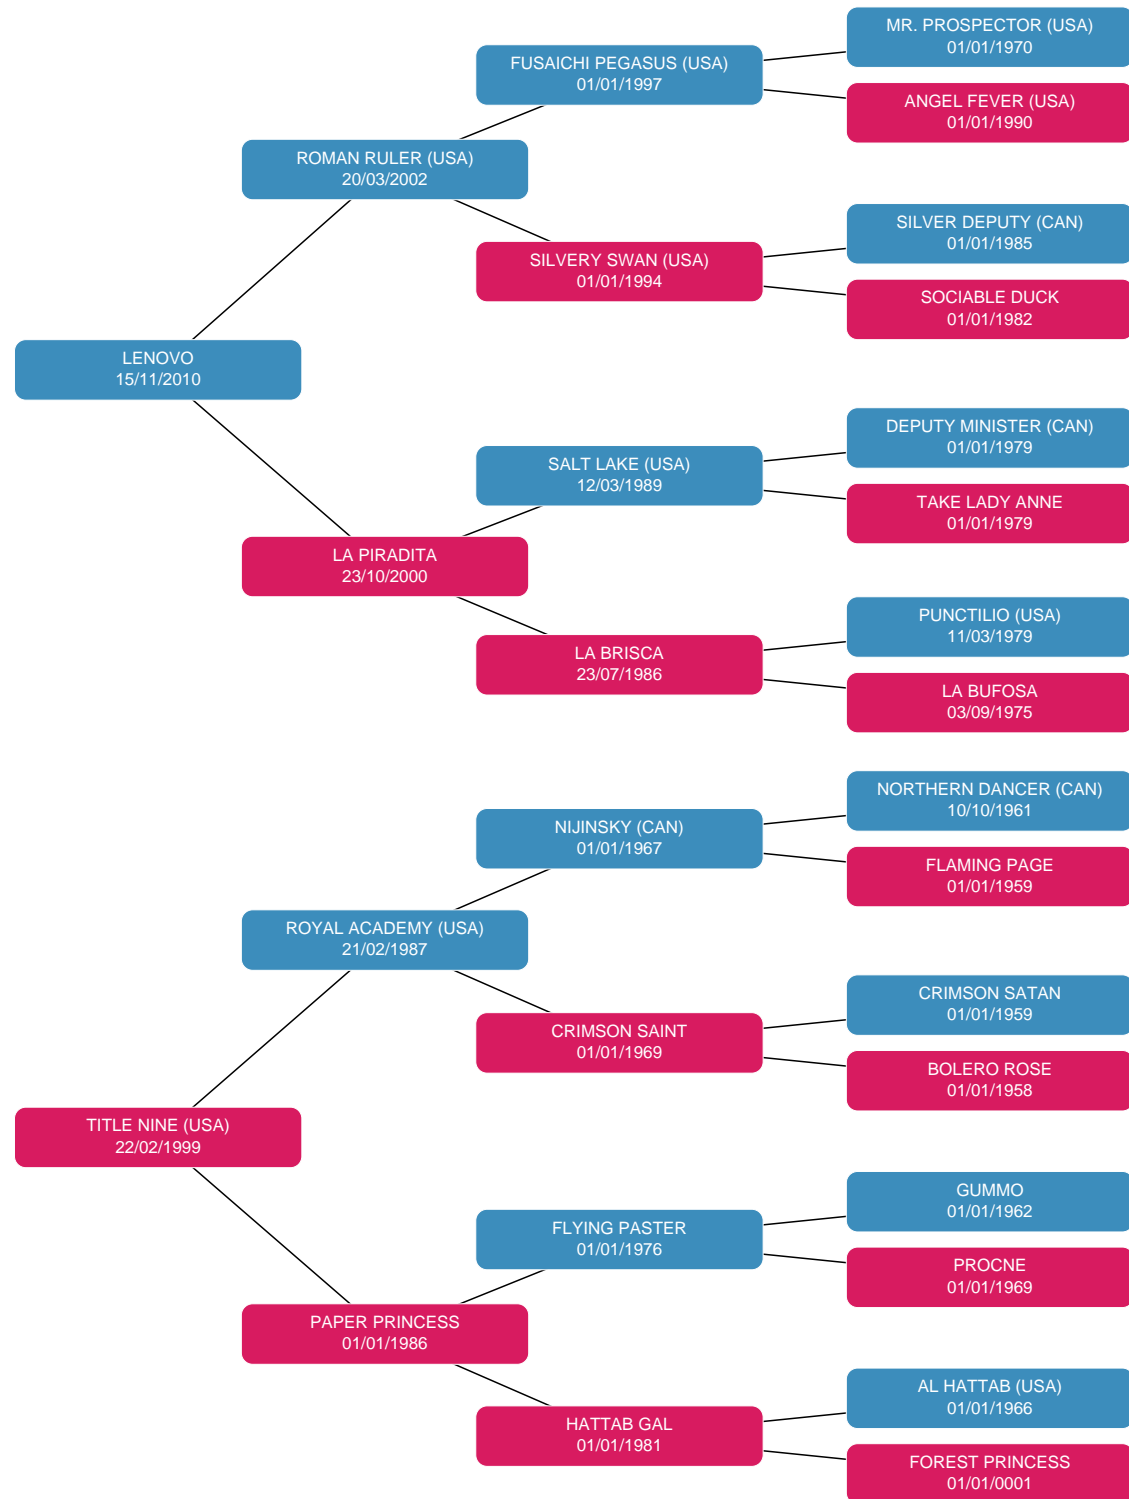 MR. PROSPECTOR (USA)
01/01/1970
FUSAICHI PEGASUS (USA)
01/01/1997
ANGEL FEVER (USA)
01/01/1990
ROMAN RULER (USA)
20/03/2002
SILVER DEPUTY (CAN)
01/01/1985
SILVERY SWAN (USA)
01/01/1994
SOCIABLE DUCK
01/01/1982
LENOVO
15/11/2010
DEPUTY MINISTER (CAN)
01/01/1979
SALT LAKE (USA)
12/03/1989
TAKE LADY ANNE
01/01/1979
LA PIRADITA
23/10/2000
PUNCTILIO (USA)
11/03/1979
LA BRISCA
23/07/1986
LA BUFOSA
03/09/1975
NORTHERN DANCER (CAN)
10/10/1961
NIJINSKY (CAN)
01/01/1967
FLAMING PAGE
01/01/1959
ROYAL ACADEMY (USA)
21/02/1987
CRIMSON SATAN
01/01/1959
CRIMSON SAINT
01/01/1969
BOLERO ROSE
01/01/1958
TITLE NINE (USA)
22/02/1999
GUMMO
01/01/1962
FLYING PASTER
01/01/1976
PROCNE
01/01/1969
PAPER PRINCESS
01/01/1986
AL HATTAB (USA)
01/01/1966
HATTAB GAL
01/01/1981
FOREST PRINCESS
01/01/0001